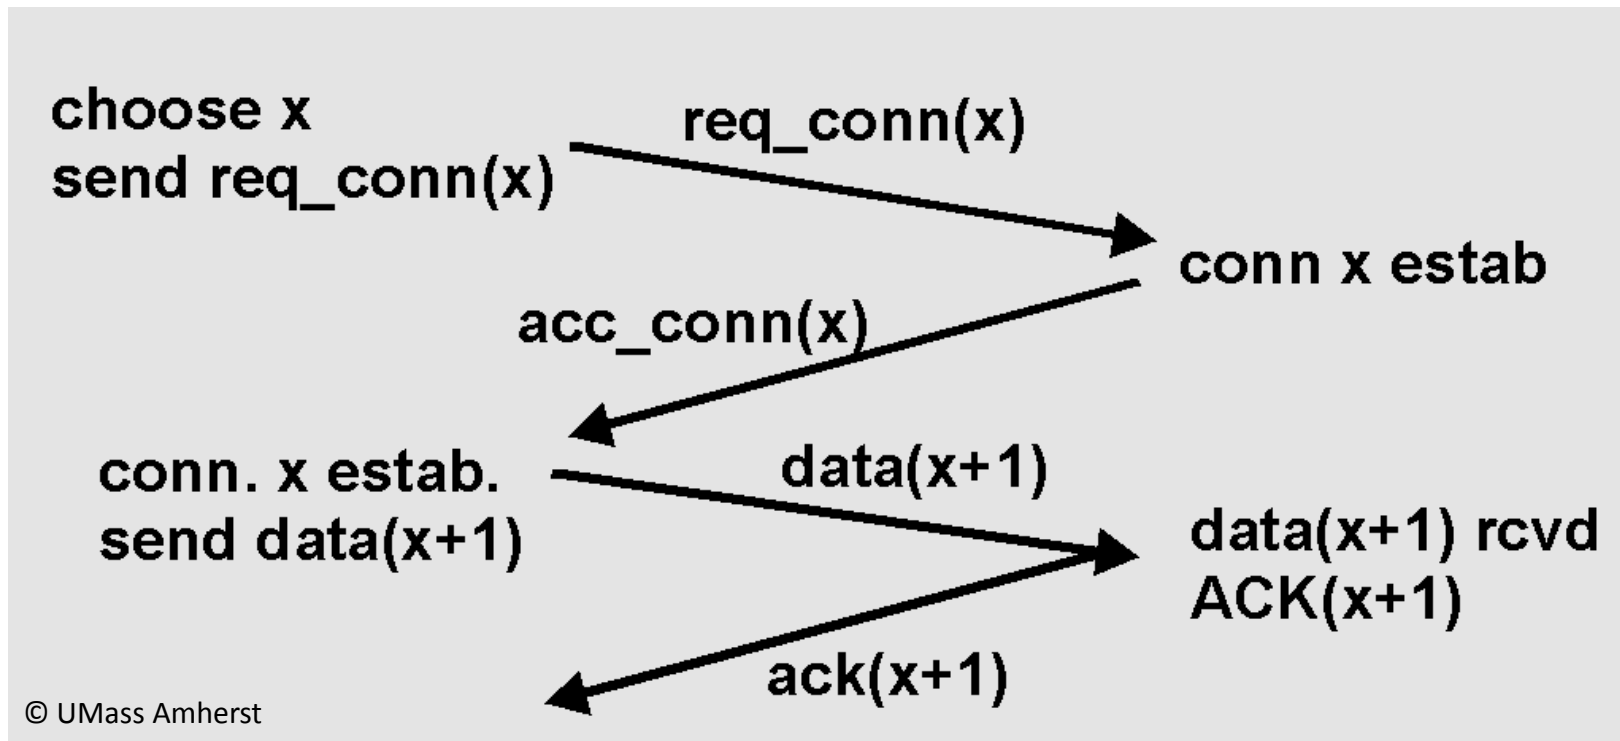 choose x
send req_conn(x)
req_conn(x)
conn x estab
acc_conn(x)
conn. x estab.
send data(x+1)
data(x+1)
data(x+1) rcvd
ACK(x+1)
ack(x+1)
© UMass Amherst